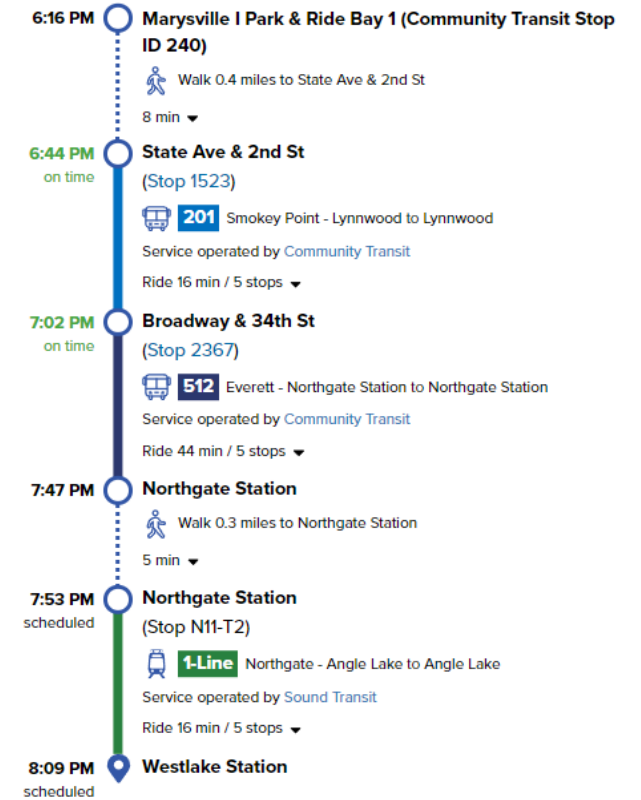 6:16 PM Marysville I Park & Ride Bay 1 (Community Transit Stop
ID 240)
Walk 0.4 miles to State Ave & 2nd St
8 min
6:44 PM State Ave & 2nd St
on time (Stop 1523)
201 Smokey Point - Lynnwood to Lynnwood
Service operated by Community Transit
Ride 16 min / 5 stops
7:02 PM Broadway & 34th St
on time (Stop 2367)
512 Everett - Northgate Station to Northgate Station
Service operated by Community Transit
Ride 44 min / 5 stops
7:47 PM Northgate Station
Walk 0.3 miles to Northgate Station
5 min
7:53 PM Northgate Station
scheduled (Stop N11-T2)
1-Line Northgate - Angle Lake to Angle Lake
Service operated by Sound Transit
Ride 16 min / 5 stops
8:09 PM Westlake Station
scheduled